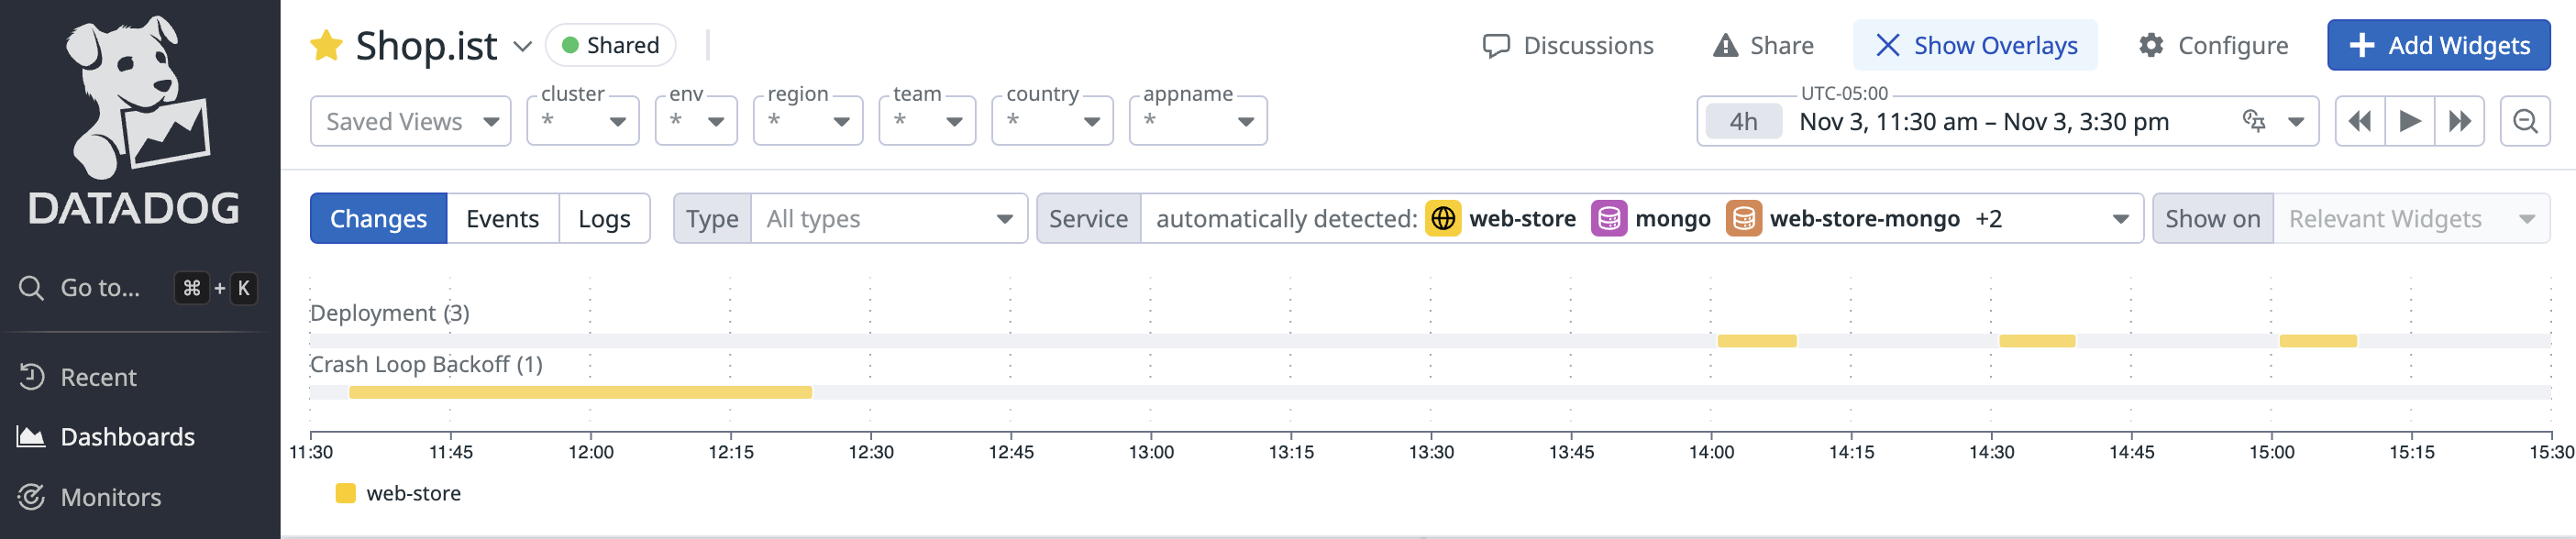 DATADOG
Go to... ⌘ + K
Recent
Dashboards
Monitors
Shop.ist Shared
Discussions Share Show Overlays Configure Add Widgets
Saved Views cluster * env * region * team * country * appname *
UTC-05:00
4h Nov 3, 11:30 am – Nov 3, 3:30 pm
Changes Events Logs Type All types Service automatically detected: web-store mongo web-store-mongo +2 Show on Relevant Widgets
Deployment (3)
Crash Loop Backoff (1)
11:30 11:45 12:00 12:15 12:30 12:45 13:00 13:15 13:30 13:45 14:00 14:15 14:30 14:45 15:00 15:15 15:30
web-store